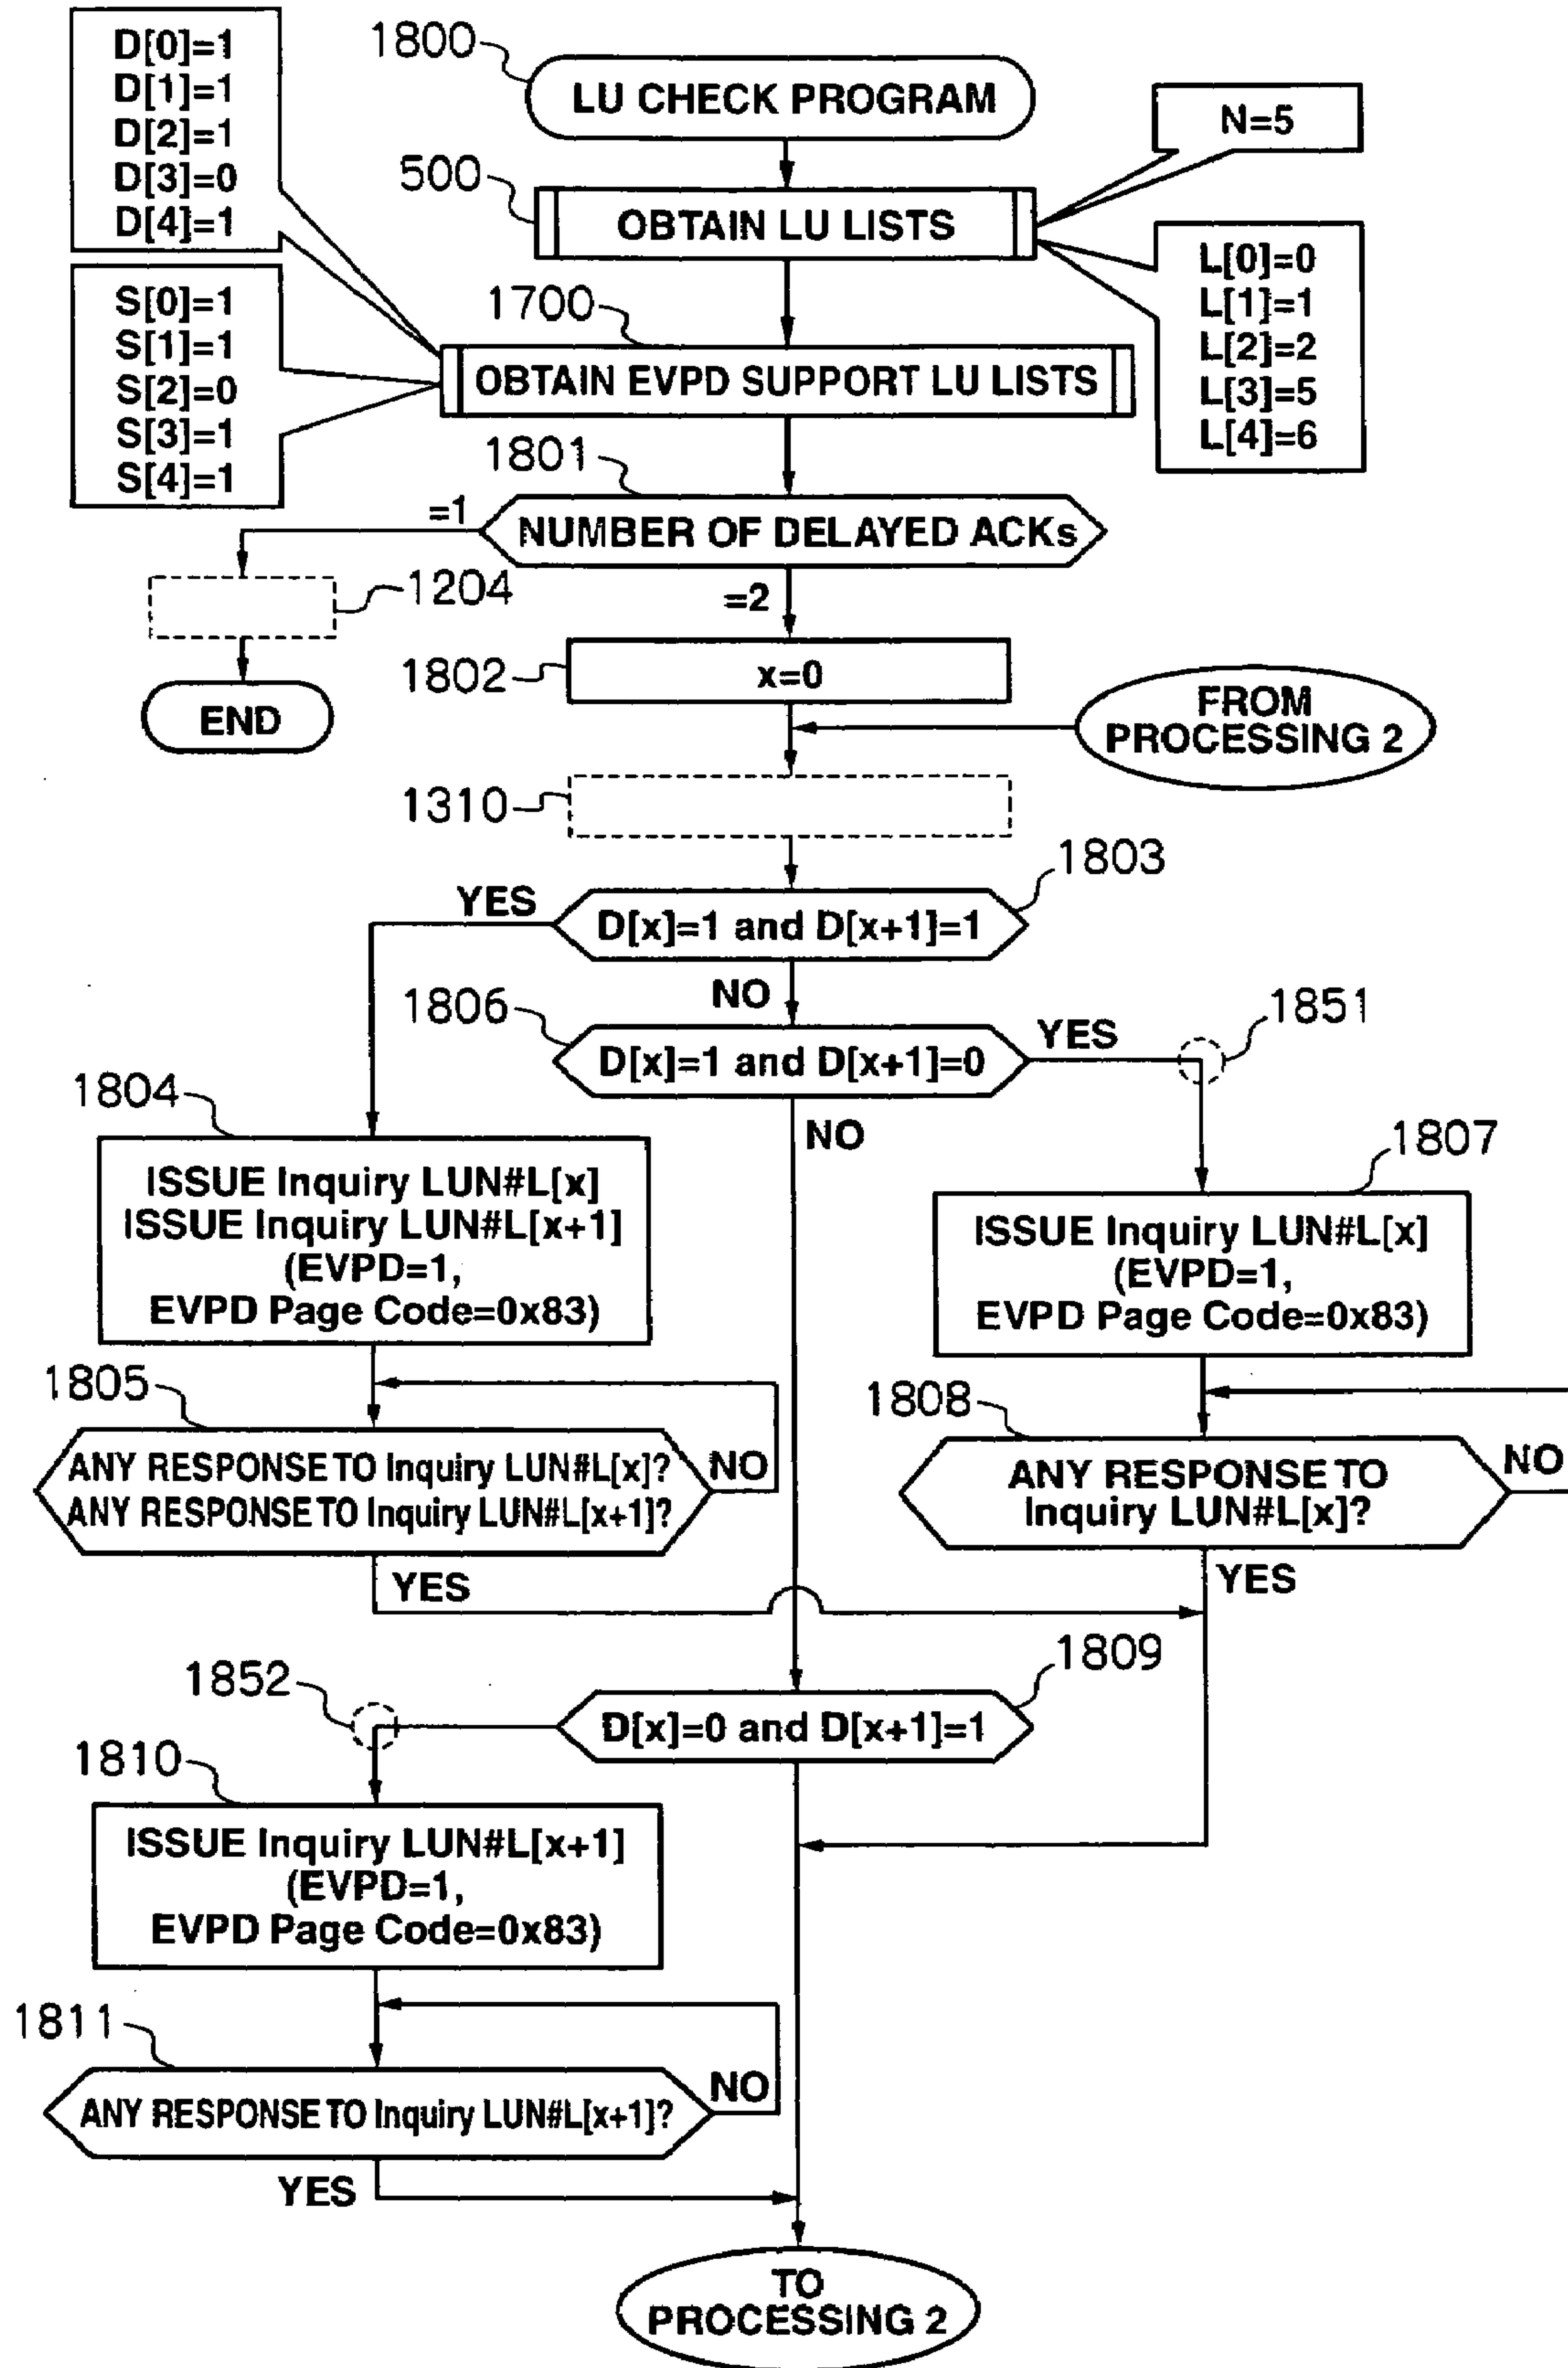 D[0]=1
D[1]=1
D[2]=1
D[3]=0
D[4]=1
S[0]=1
S[1]=1
S[2]=0
S[3]=1
S[4]=1
1800
LU CHECK PROGRAM
N=5
500
OBTAIN LU LISTS
L[0]=0
L[1]=1
L[2]=2
L[3]=5
L[4]=6
1700
OBTAIN EVPD SUPPORT LU LISTS
1801
=1
NUMBER OF DELAYED ACKs
1204
=2
END
1802
x=0
FROM
PROCESSING 2
1310
1803
YES
D[x]=1 and D[x+1]=1
NO
1806
D[x]=1 and D[x+1]=0
YES
1851
NO
1804
ISSUE Inquiry LUN#L[x]
ISSUE Inquiry LUN#L[x+1]
(EVPD=1,
EVPD Page Code=0x83)
1807
ISSUE Inquiry LUN#L[x]
(EVPD=1,
EVPD Page Code=0x83)
1805
ANY RESPONSE TO Inquiry LUN#L[x]?
ANY RESPONSE TO Inquiry LUN#L[x+1]?
NO
YES
1808
ANY RESPONSE TO
Inquiry LUN#L[x]?
NO
YES
1809
1852
D[x]=0 and D[x+1]=1
1810
ISSUE Inquiry LUN#L[x+1]
(EVPD=1,
EVPD Page Code=0x83)
1811
ANY RESPONSE TO Inquiry LUN#L[x+1]?
NO
YES
TO
PROCESSING 2